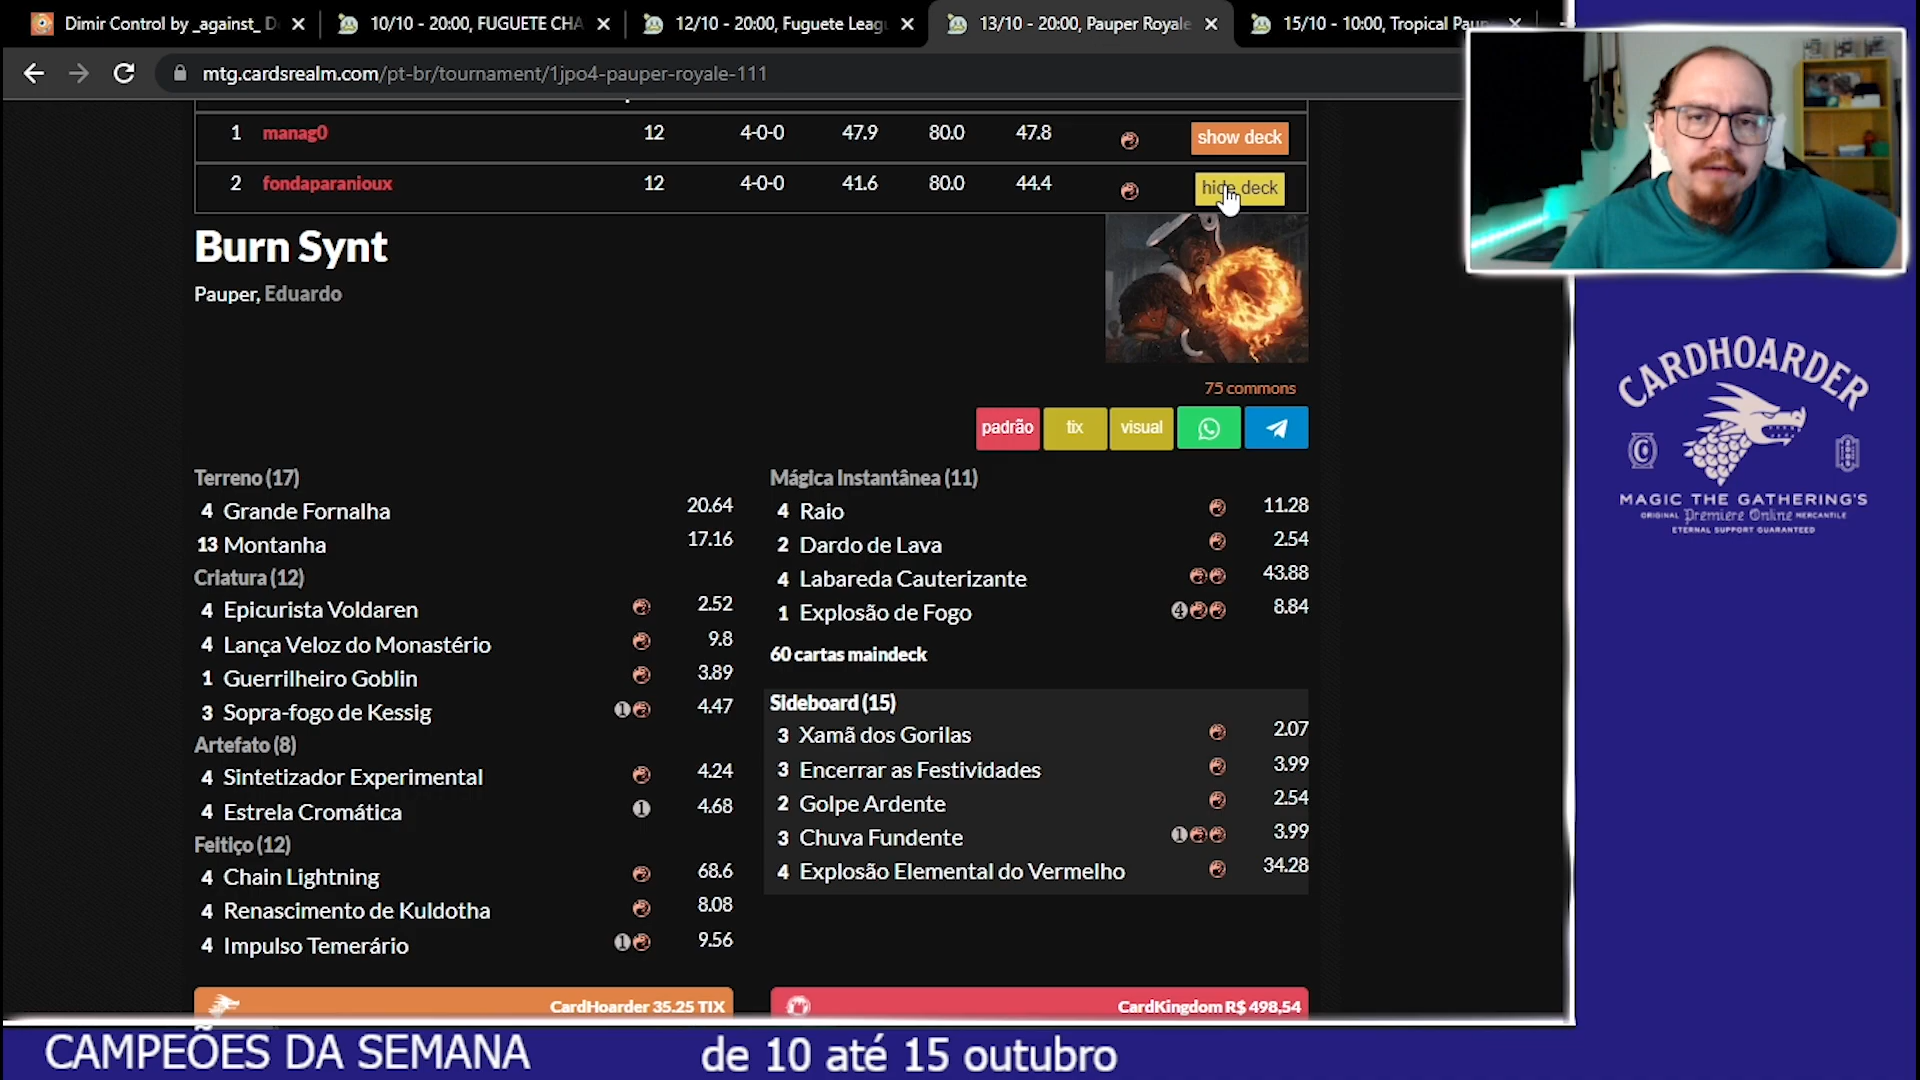 Dimir Control by _against_ D
10/10 - 20:00, FUGUETE CHA
12/10 - 20:00, Fuguete Leagu
13/10 - 20:00, Pauper Royale
15/10 - 10:00, Tropical Paup
mtg.cardsrealm.com/pt-br/tournament/1jpo4-pauper-royale-111
1 manag0 12 4-0-0 47.9 80.0 47.8 show deck
2 fondaparanioux 12 4-0-0 41.6 80.0 44.4 hide deck
Burn Synt
Pauper, Eduardo
75 commons
padrão tix visual
Terreno (17)
4 Grande Fornalha 20.64
13 Montanha 17.16
Criatura (12)
4 Epicurista Voldaren 2.52
4 Lança Veloz do Monastério 9.8
1 Guerrilheiro Goblin 3.89
3 Sopra-fogo de Kessig 1 4.47
Artefato (8)
4 Sintetizador Experimental 4.24
4 Estrela Cromática 1 4.68
Feitiço (12)
4 Chain Lightning 68.6
4 Renascimento de Kuldotha 8.08
4 Impulso Temerário 1 9.56
Mágica Instantânea (11)
4 Raio 11.28
2 Dardo de Lava 2.54
4 Labareda Cauterizante 43.88
1 Explosão de Fogo 4 8.84
60 cartas maindeck
Sideboard (15)
3 Xamã dos Gorilas 2.07
3 Encerrar as Festividades 3.99
2 Golpe Ardente 2.54
3 Chuva Fundente 1 3.99
4 Explosão Elemental do Vermelho 34.28
CardHoarder 35.25 TIX
CardKingdom R$ 498,54
CARDHOARDER
MAGIC THE GATHERING'S
ORIGINAL Premiere Online MERCANTILE
ETERNAL SUPPORT GUARANTEED
CAMPEÕES DA SEMANA
de 10 até 15 outubro